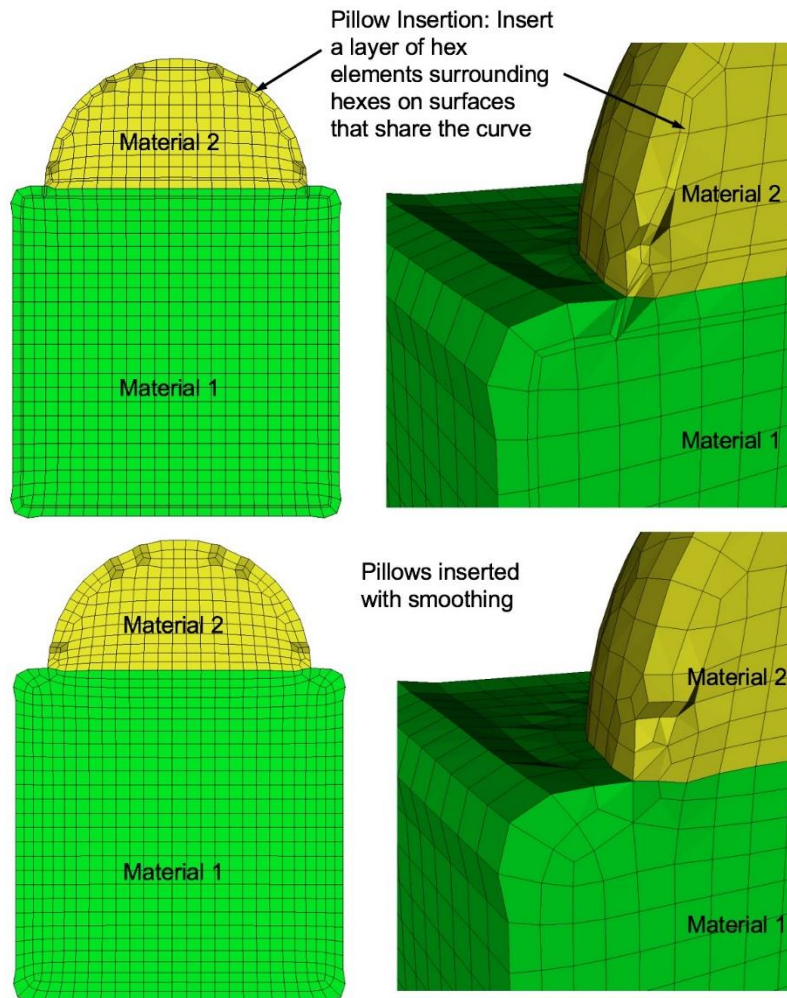 Pillow Insertion: Insert
a layer of hex
elements surrounding
hexes on surfaces
that share the curve
Material 2
Material 2
Material 1
Material 1
Pillows inserted
with smoothing
Material 2
Material 2
Material 1
Material 1